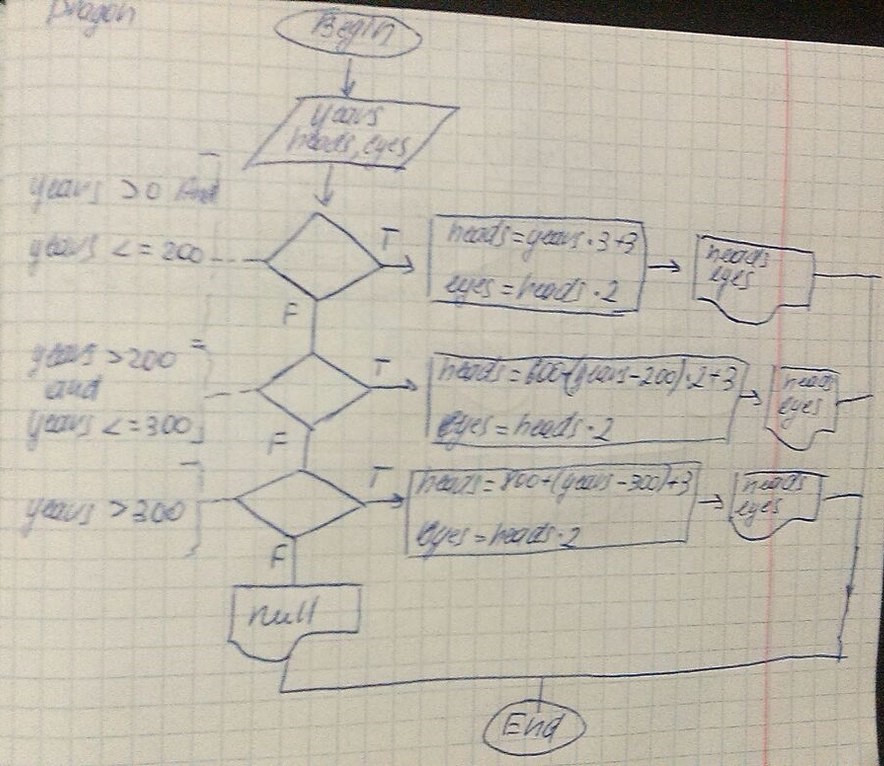 Dragon
Begin
years
heads, eyes
years >0 And
years <= 200
T
heads=years·3+3
eyes=heads·2
heads
eyes
F
years >200
and
years <=300
T
heads=600+(years-200)·2+3
eyes=heads·2
heads
eyes
F
years >300
T
heads=800+(years-300)+3
eyes=heads·2
heads
eyes
F
null
End